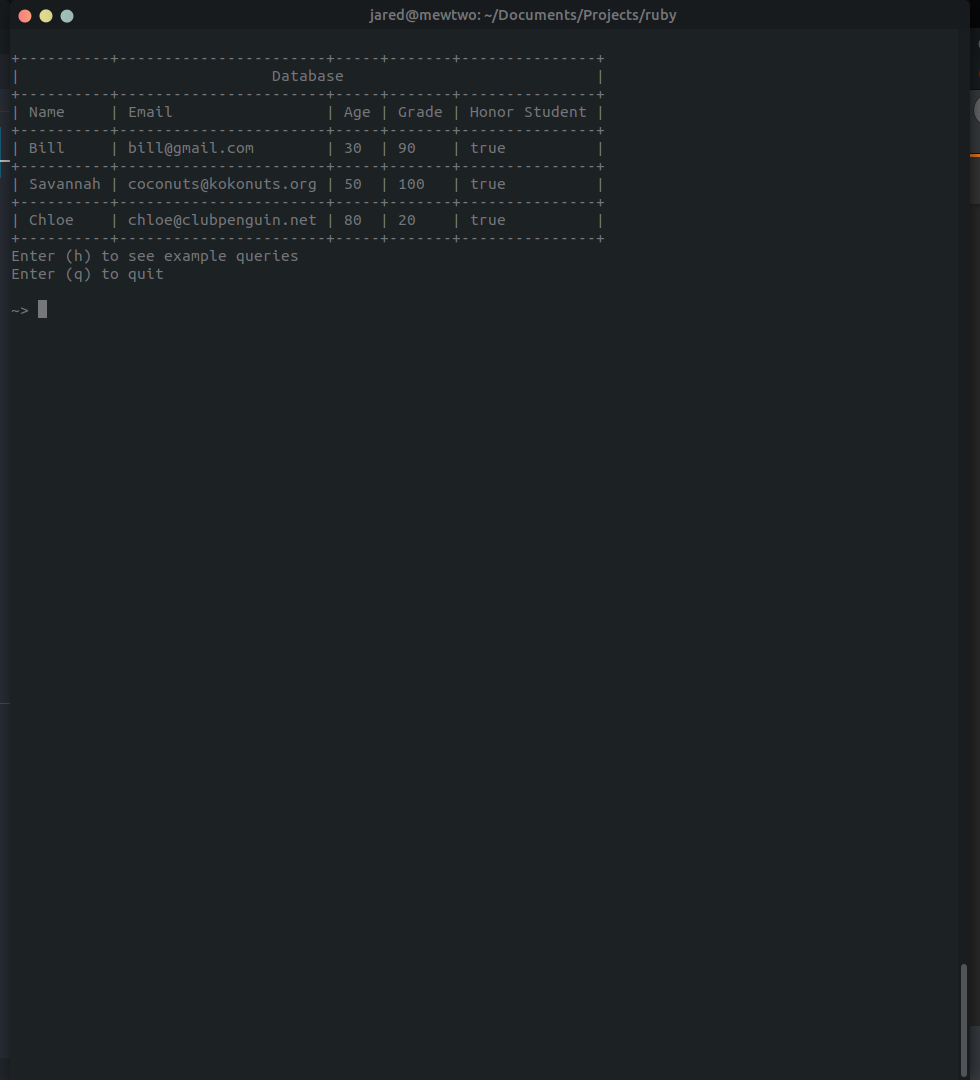 jared@mewtwo: ~/Documents/Projects/ruby
+----------+-----------------------+-----+-------+---------------+
|                            Database                            |
+----------+-----------------------+-----+-------+---------------+
| Name     | Email                 | Age | Grade | Honor Student |
+----------+-----------------------+-----+-------+---------------+
| Bill     | bill@gmail.com        | 30  | 90    | true          |
+----------+-----------------------+-----+-------+---------------+
| Savannah | coconuts@kokonuts.org | 50  | 100   | true          |
+----------+-----------------------+-----+-------+---------------+
| Chloe    | chloe@clubpenguin.net | 80  | 20    | true          |
+----------+-----------------------+-----+-------+---------------+
Enter (h) to see example queries
Enter (q) to quit
~>